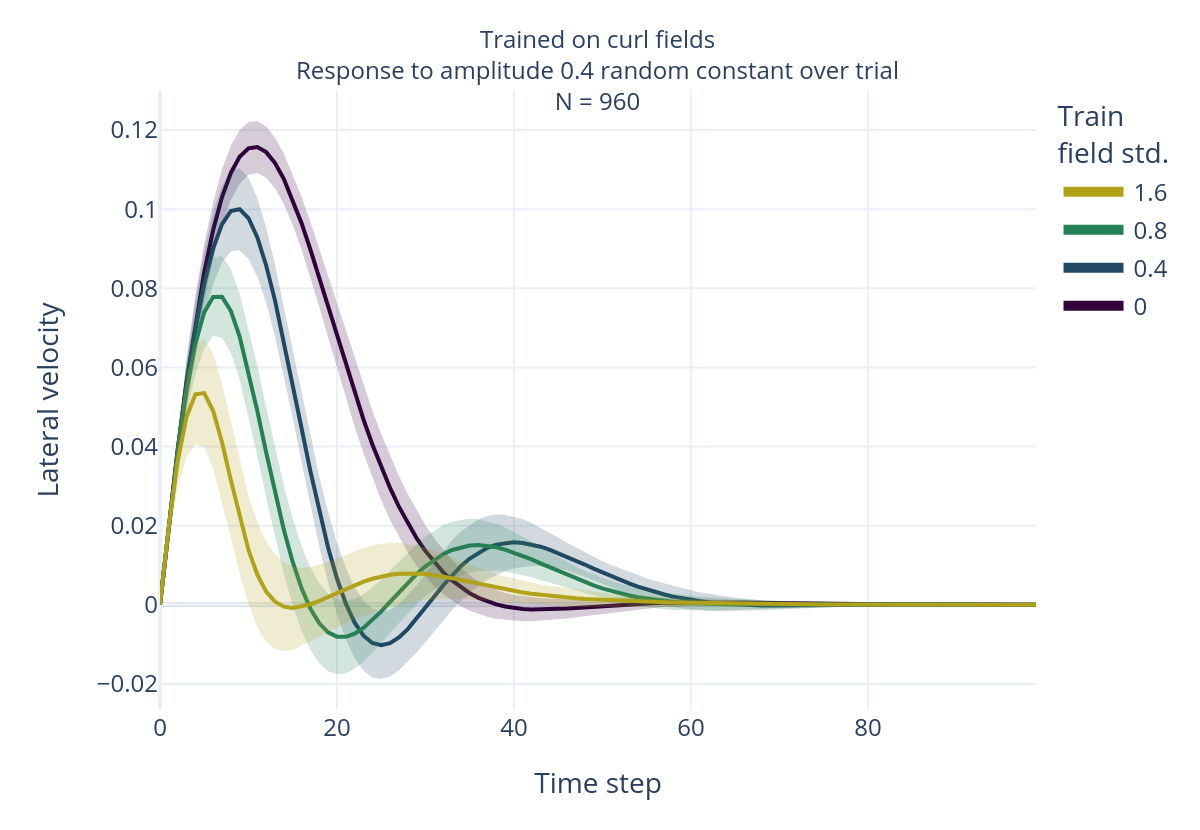 Trained on curl fields
Response to amplitude 0.4 random constant over trial
N = 960
Train
field std.
1.6
0.8
0.4
0
0.12
0.1
0.08
0.06
0.04
0.02
0
−0.02
Lateral velocity
0
20
40
60
80
Time step